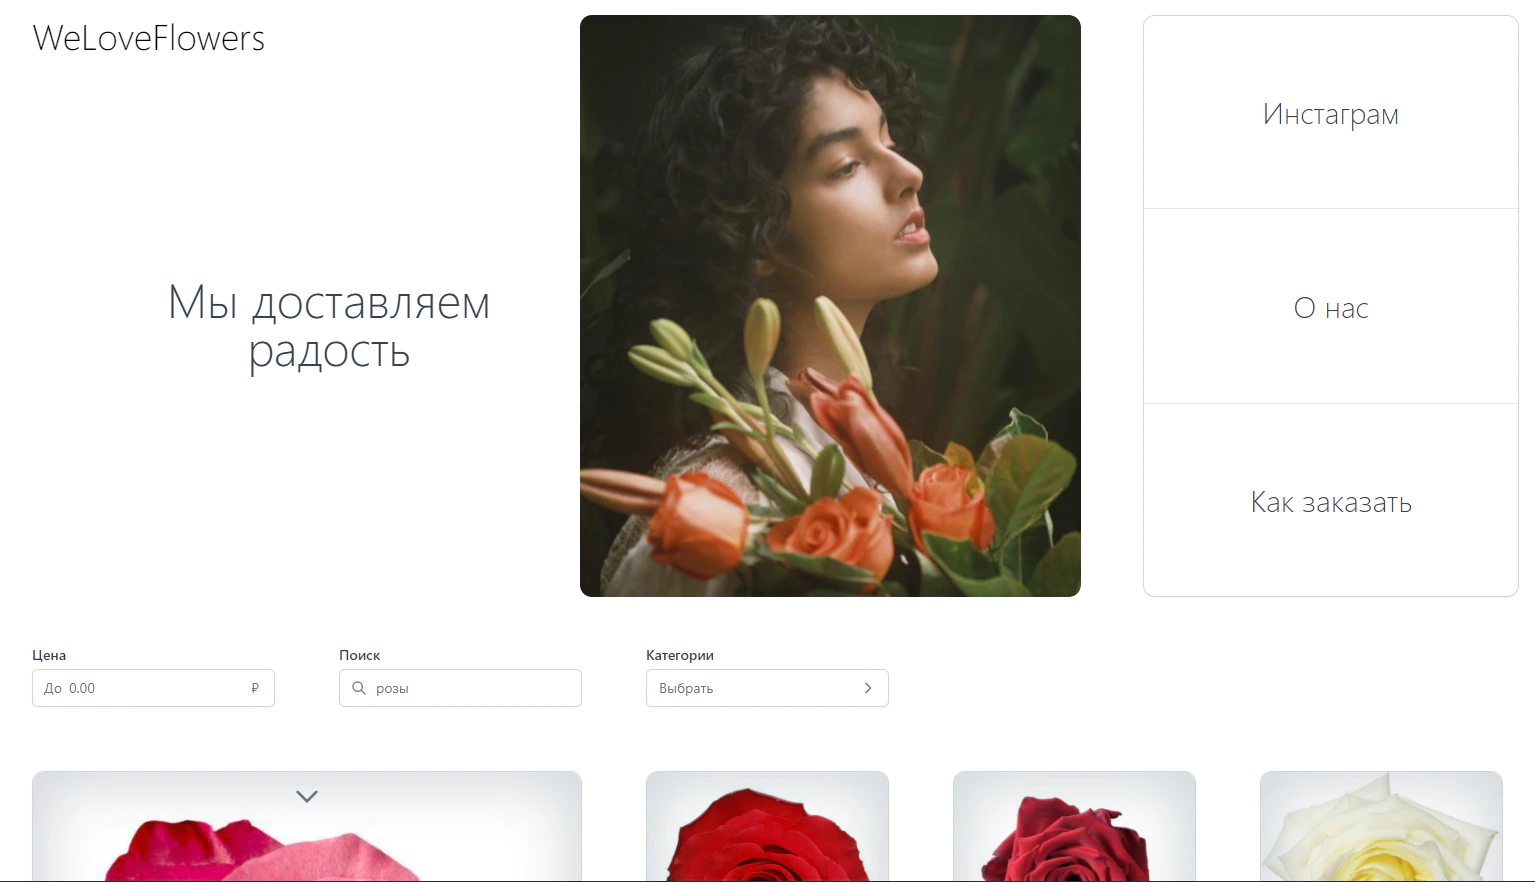 WeLoveFlowers
Мы доставляем
радость
Инстаграм
О нас
Как заказать
Цена
До 0.00 ₽
Поиск
розы
Категории
Выбрать